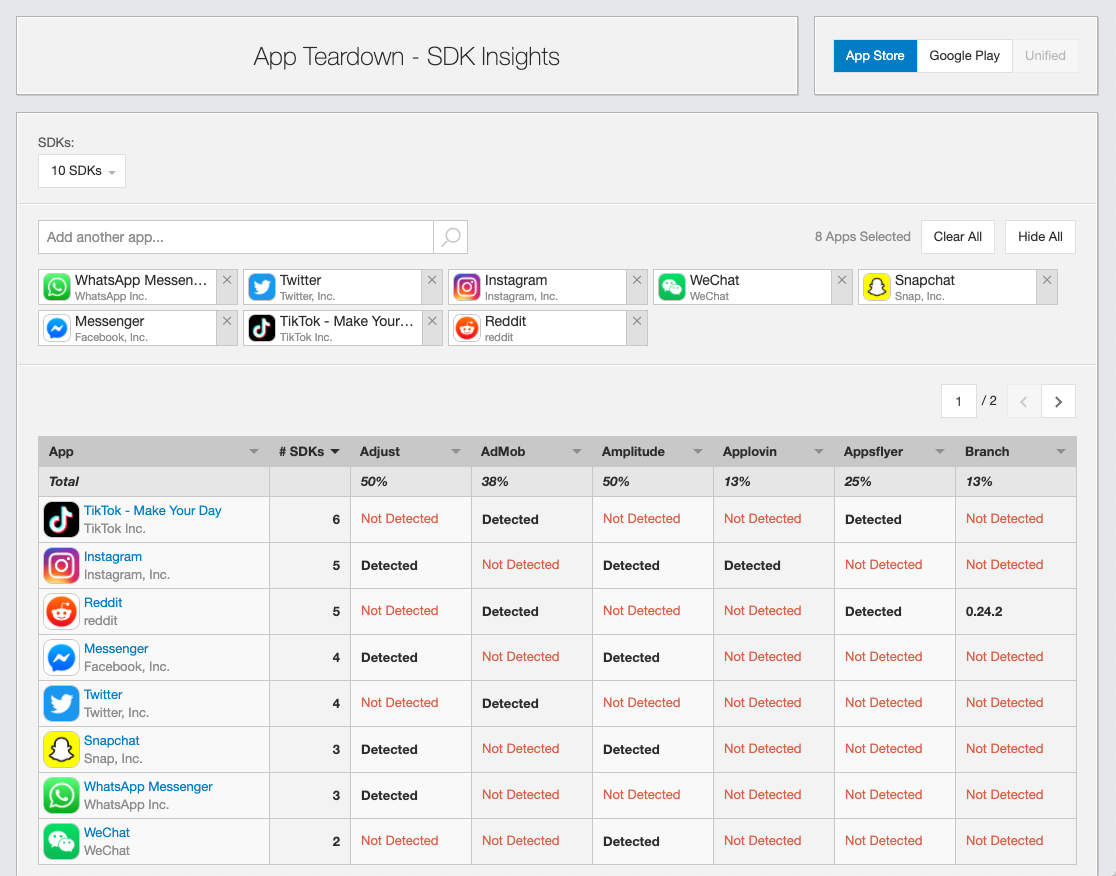 App Teardown - SDK Insights
App Store Google Play Unified
SDKs:
10 SDKs
Add another app...
8 Apps Selected Clear All Hide All
WhatsApp Messen... Twitter Instagram WeChat Snapchat
WhatsApp Inc. Twitter, Inc. Instagram, Inc. WeChat Snap, Inc.
Messenger TikTok - Make Your... Reddit
Facebook, Inc. TikTok Inc. reddit
1 / 2
App # SDKs Adjust AdMob Amplitude Applovin Appsflyer Branch
Total 50% 38% 50% 13% 25% 13%
TikTok - Make Your Day
TikTok Inc.
6 Not Detected Detected Not Detected Not Detected Detected Not Detected
Instagram
Instagram, Inc.
5 Detected Not Detected Detected Detected Not Detected Not Detected
Reddit
reddit
5 Not Detected Detected Not Detected Not Detected Detected 0.24.2
Messenger
Facebook, Inc.
4 Detected Not Detected Detected Not Detected Not Detected Not Detected
Twitter
Twitter, Inc.
4 Not Detected Detected Not Detected Not Detected Not Detected Not Detected
Snapchat
Snap, Inc.
3 Detected Not Detected Detected Not Detected Not Detected Not Detected
WhatsApp Messenger
WhatsApp Inc.
3 Detected Not Detected Not Detected Not Detected Not Detected Not Detected
WeChat
WeChat
2 Not Detected Not Detected Detected Not Detected Not Detected Not Detected